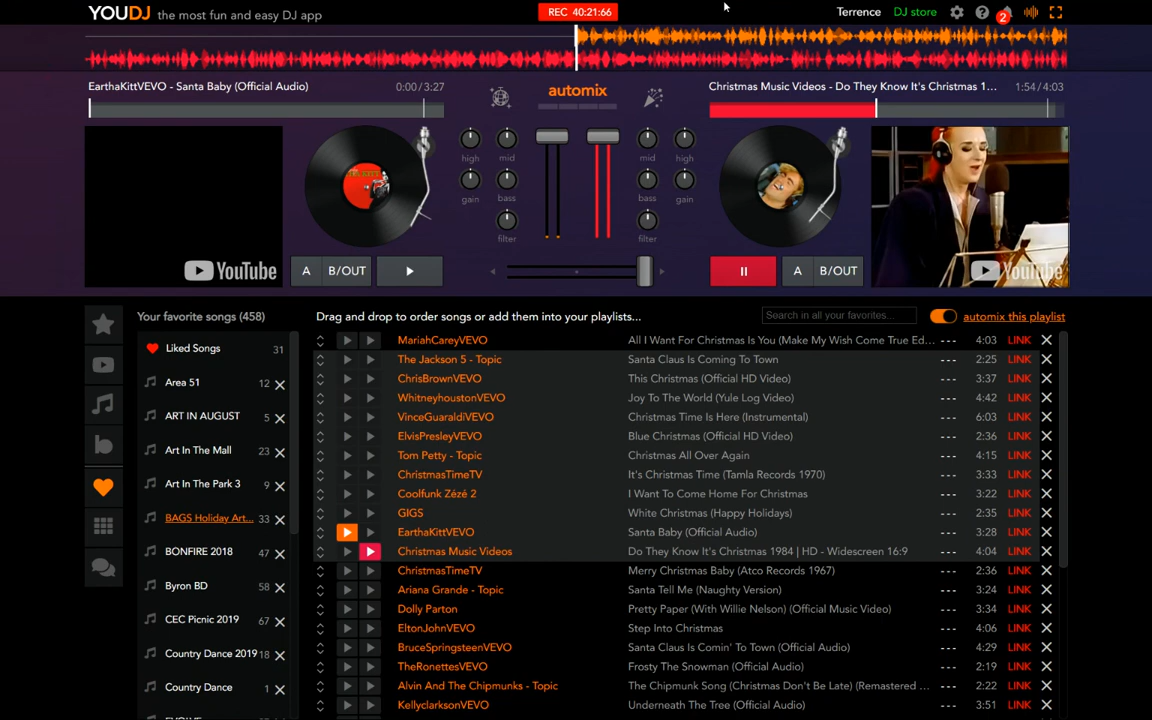 YOUDJ the most fun and easy DJ app
REC 40:21:66
Terrence
DJ store
2
EarthaKittVEVO - Santa Baby (Official Audio)
0:00 / 3:27
automix
Christmas Music Videos - Do They Know It's Christmas 1...
1:54/ 4:03
high
mid
mid
high
gain
bass
bass
gain
filter
filter
YouTube
A
B/OUT
A
B/OUT
YouTube
Your favorite songs (458)
Drag and drop to order songs or add them into your playlists...
Search in all your favorites...
automix this playlist
Liked Songs 31
Area 51 12
ART IN AUGUST 5
Art In The Mall 23
Art In The Park 3 9
BAGS Holiday Art... 33
BONFIRE 2018 47
Byron BD 58
CEC Picnic 2019 67
Country Dance 2019 18
Country Dance 1
MariahCareyVEVO All I Want For Christmas Is You (Make My Wish Come True Ed... --- 4:03 LINK
The Jackson 5 - Topic Santa Claus Is Coming To Town --- 2:25 LINK
ChrisBrownVEVO This Christmas (Official HD Video) --- 3:37 LINK
WhitneyhoustonVEVO Joy To The World (Yule Log Video) --- 4:42 LINK
VinceGuaraldiVEVO Christmas Time Is Here (Instrumental) --- 6:03 LINK
ElvisPresleyVEVO Blue Christmas (Official HD Video) --- 2:36 LINK
Tom Petty - Topic Christmas All Over Again --- 4:15 LINK
ChristmasTimeTV It's Christmas Time (Tamla Records 1970) --- 3:33 LINK
Coolfunk Zézé 2 I Want To Come Home For Christmas --- 3:22 LINK
GIGS White Christmas (Happy Holidays) --- 2:35 LINK
EarthaKittVEVO Santa Baby (Official Audio) --- 3:28 LINK
Christmas Music Videos Do They Know It's Christmas 1984 | HD - Widescreen 16:9 --- 4:04 LINK
ChristmasTimeTV Merry Christmas Baby (Atco Records 1967) --- 2:36 LINK
Ariana Grande - Topic Santa Tell Me (Naughty Version) --- 3:24 LINK
Dolly Parton Pretty Paper (With Willie Nelson) (Official Music Video) --- 3:34 LINK
EltonJohnVEVO Step Into Christmas --- 4:06 LINK
BruceSpringsteenVEVO Santa Claus Is Comin' To Town (Official Audio) --- 4:29 LINK
TheRonettesVEVO Frosty The Snowman (Official Audio) --- 2:19 LINK
Alvin And The Chipmunks - Topic The Chipmunk Song (Christmas Don't Be Late) (Remastered ... --- 2:22 LINK
KellyclarksonVEVO Underneath The Tree (Official Audio) --- 3:51 LINK